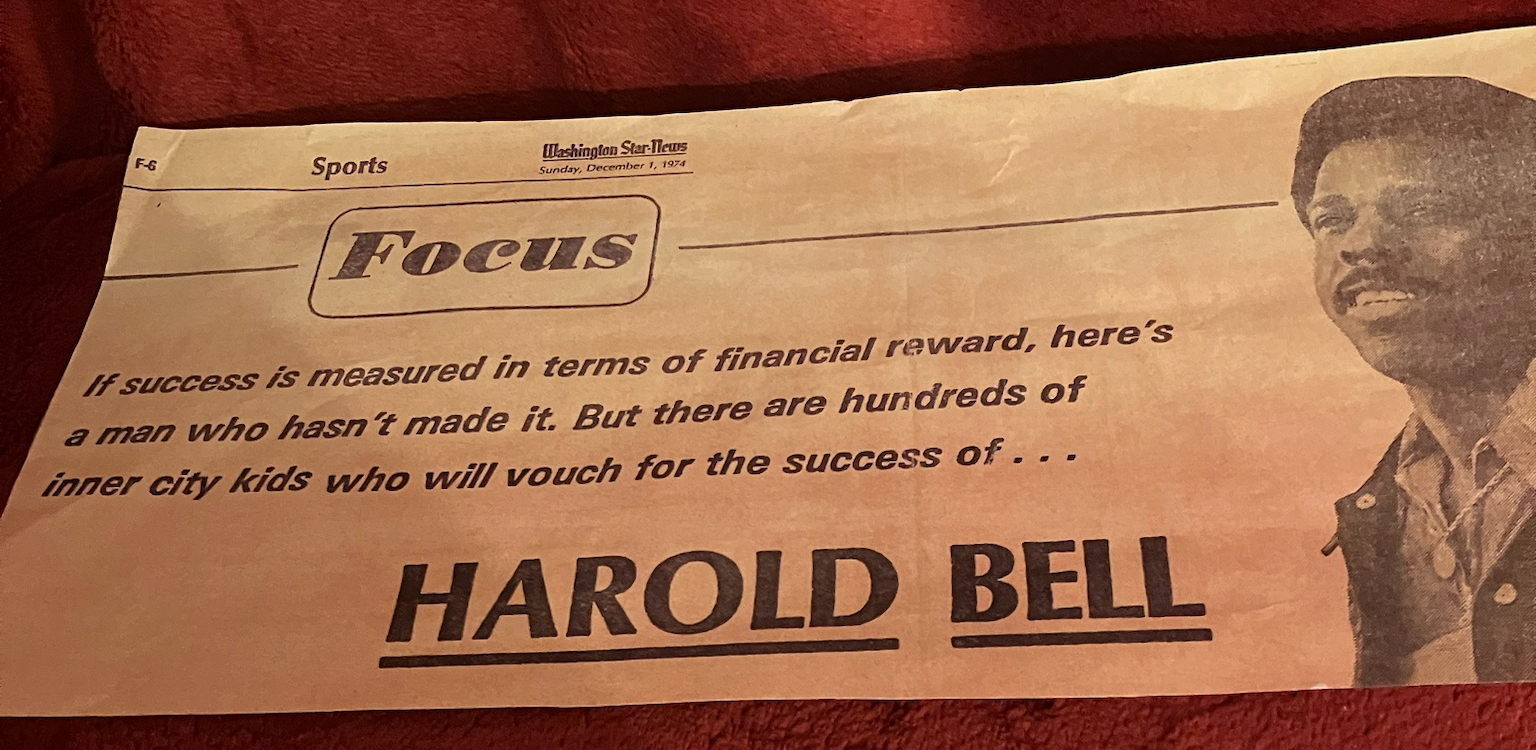 F-6
Sports
Washington Star-News
Sunday, December 1, 1974
Focus
If success is measured in terms of financial reward, here's
a man who hasn't made it. But there are hundreds of
inner city kids who will vouch for the success of . . .
HAROLD BELL